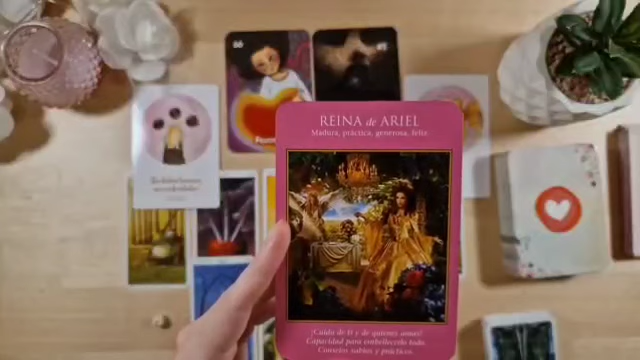 66
REINA de ARIEL
Madura, práctica, generosa, feliz.
¡Cuida de ti y de quienes amas!
Capacidad para embellecerlo todo.
Consejos sabios y prácticos.